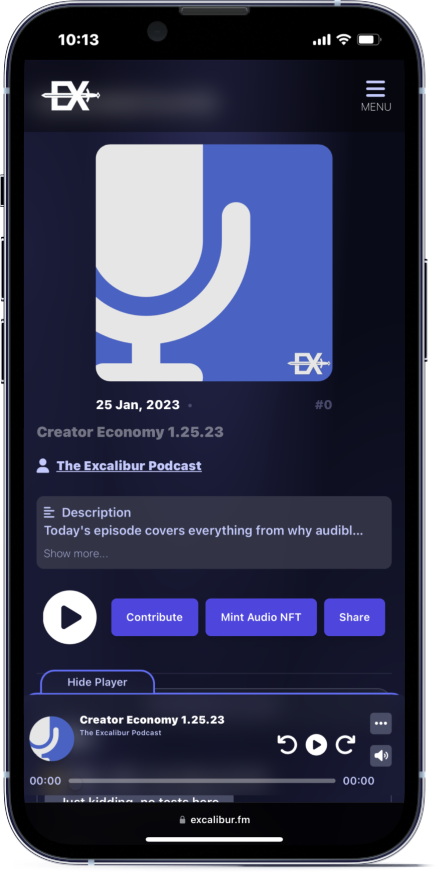 10:13
EX
MENU
EX
25 Jan, 2023 •
#0
Creator Economy 1.25.23
The Excalibur Podcast
Description
Today's episode covers everything from why audibl...
Show more...
Contribute
Mint Audio NFT
Share
Hide Player
Creator Economy 1.25.23
The Excalibur Podcast
00:00
00:00
Just kidding, no tests here
excalibur.fm